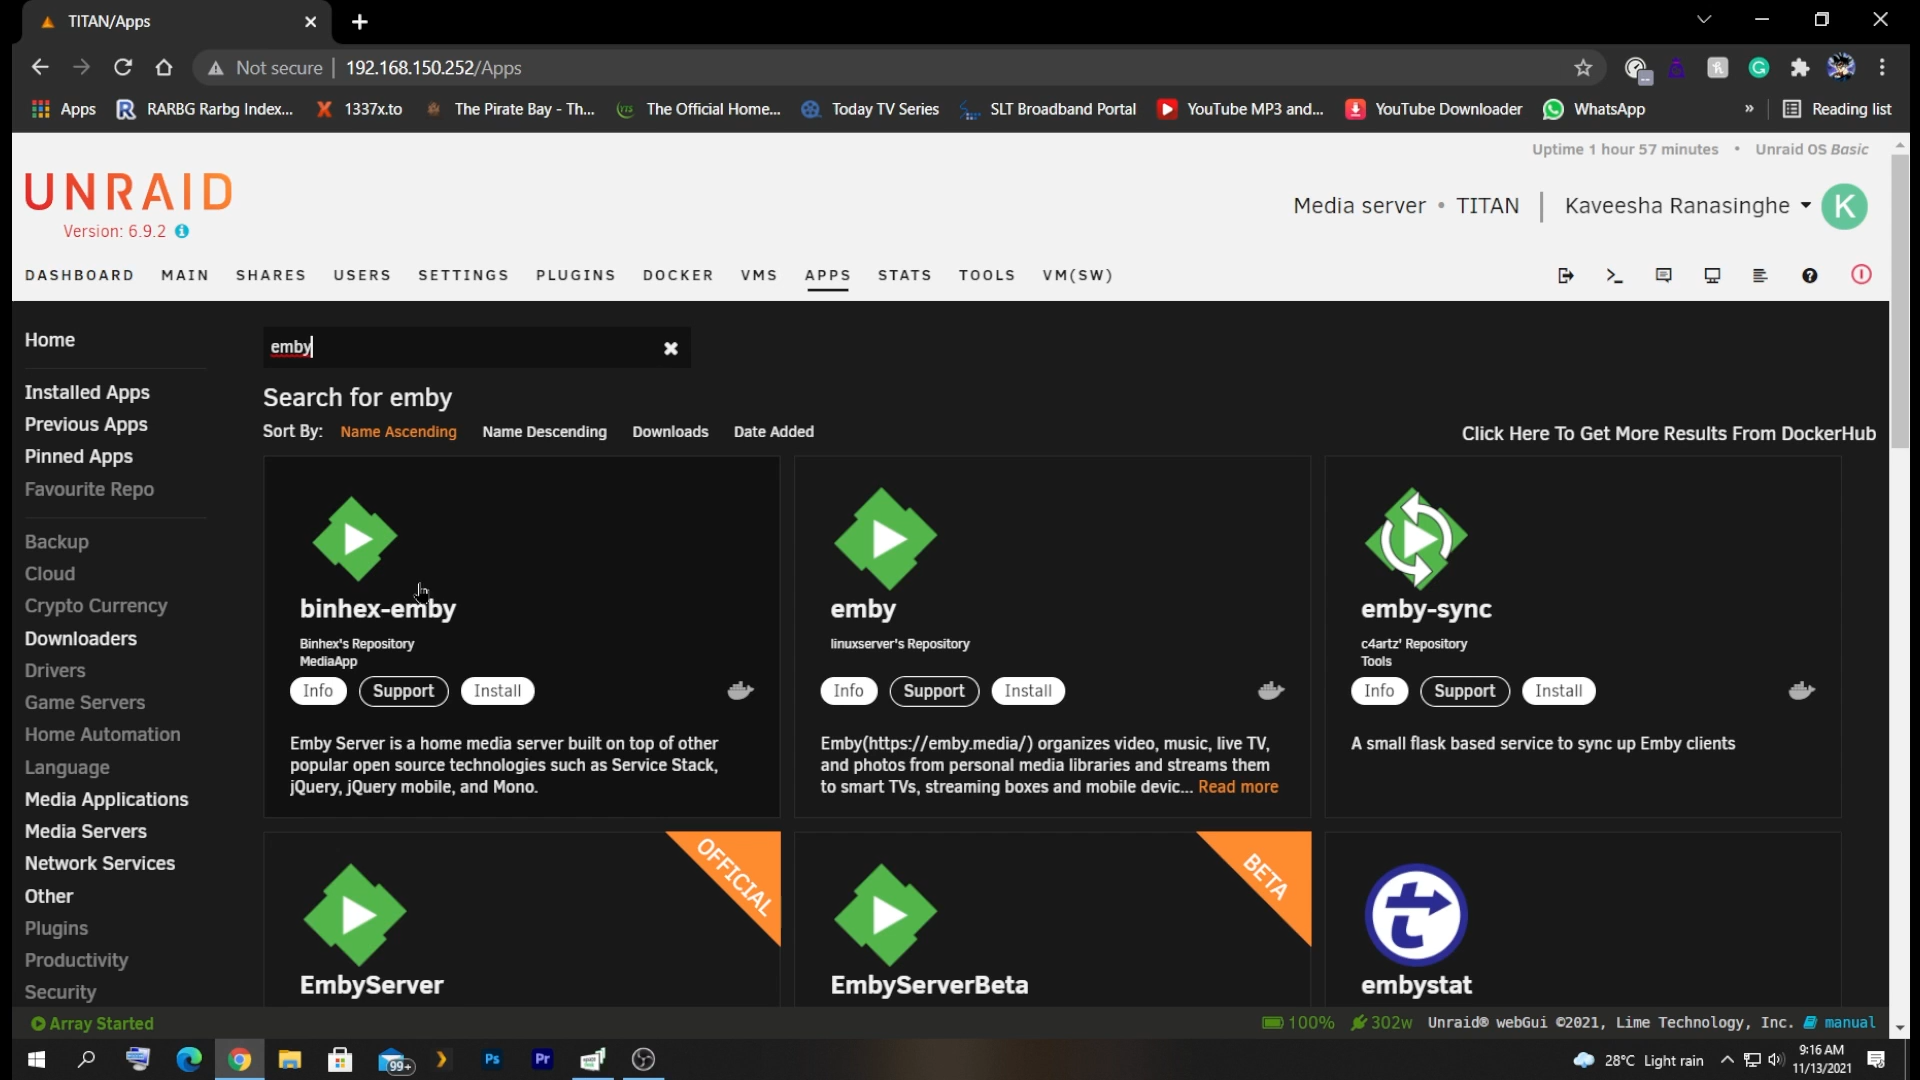 TITAN/Apps
Not secure 192.168.150.252/Apps
Apps RARBG Rarbg Index... 1337x.to The Pirate Bay - Th... The Official Home... Today TV Series SLT Broadband Portal YouTube MP3 and... YouTube Downloader WhatsApp » Reading list
Uptime 1 hour 57 minutes • Unraid OS Basic
UNRAID
Version: 6.9.2
Media server • TITAN Kaveesha Ranasinghe K
DASHBOARD MAIN SHARES USERS SETTINGS PLUGINS DOCKER VMS APPS STATS TOOLS VM(SW)
Home
Installed Apps
Previous Apps
Pinned Apps
Favourite Repo
Backup
Cloud
Crypto Currency
Downloaders
Drivers
Game Servers
Home Automation
Language
Media Applications
Media Servers
Network Services
Other
Plugins
Productivity
Security
emby
Search for emby
Sort By: Name Ascending Name Descending Downloads Date Added
Click Here To Get More Results From DockerHub
binhex-emby
Binhex's Repository
MediaApp
Info Support Install
Emby Server is a home media server built on top of other
popular open source technologies such as Service Stack,
jQuery, jQuery mobile, and Mono.
emby
linuxserver's Repository
Info Support Install
Emby(https://emby.media/) organizes video, music, live TV,
and photos from personal media libraries and streams them
to smart TVs, streaming boxes and mobile devic... Read more
emby-sync
c4artz' Repository
Tools
Info Support Install
A small flask based service to sync up Emby clients
OFFICIAL
EmbyServer
BETA
EmbyServerBeta
t
embystat
Array Started
100% 302w Unraid® webGui ©2021, Lime Technology, Inc. manual
99+ Ps Pr
28°C Light rain
9:16 AM
11/13/2021